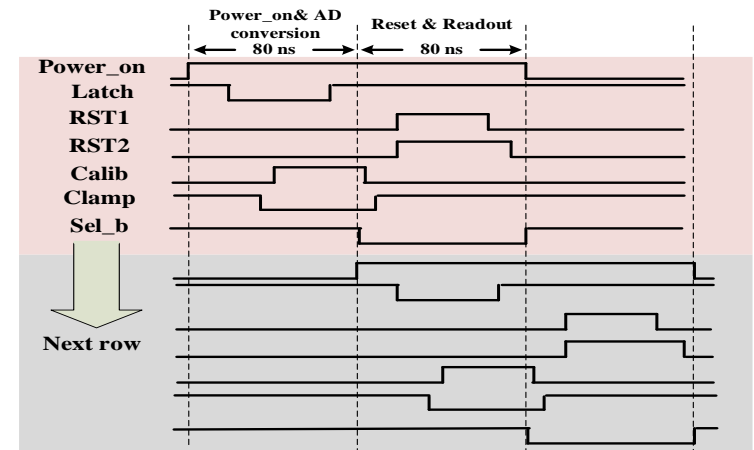 Power_on& AD
conversion
80 ns
Reset & Readout
80 ns
Power_on
Latch
RST1
RST2
Calib
Clamp
Sel_b
Next row